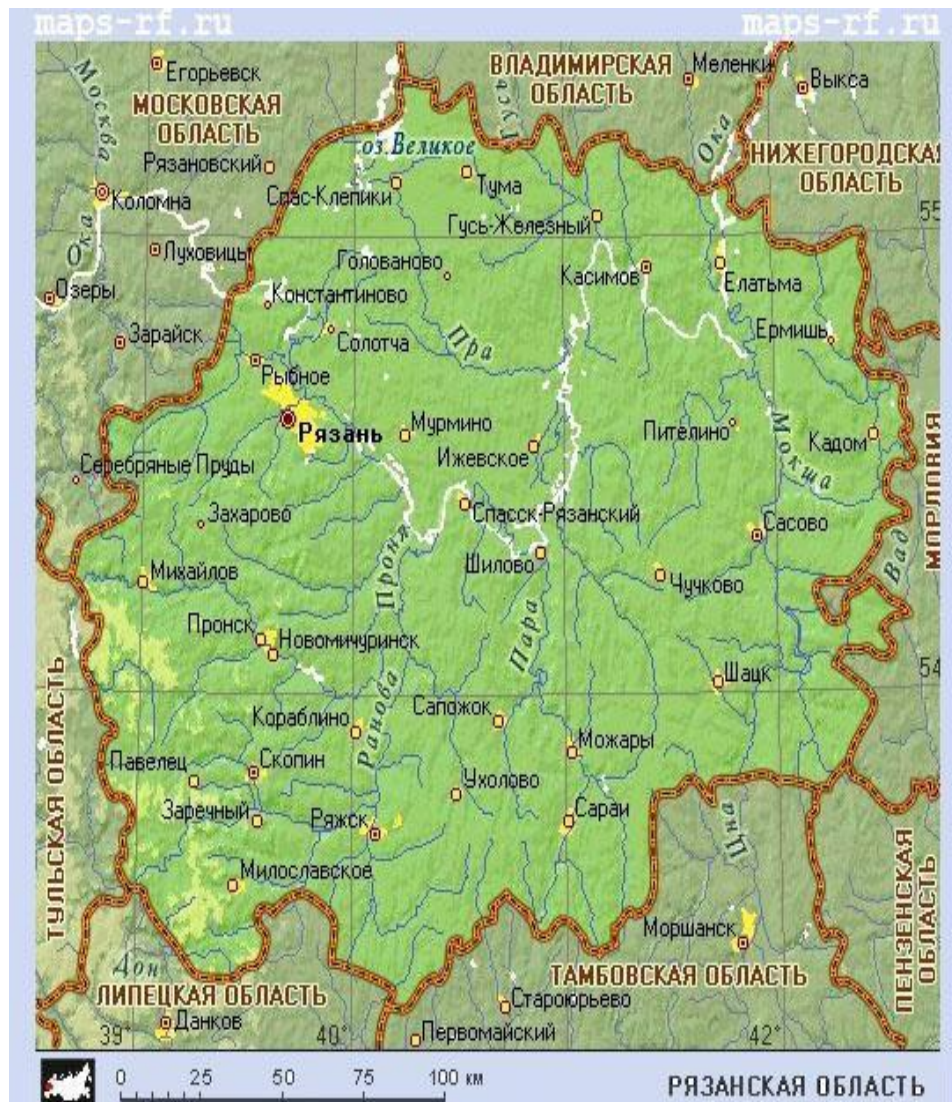 maps-rf.ru
maps-rf.ru
Москва
Егорьевск
МОСКОВСКАЯ
ОБЛАСТЬ
ВЛАДИМИРСКАЯ
ОБЛАСТЬ
Меленки
Выкса
Рязановский
оз. Великое
Гусь
Ока
НИЖЕГОРОДСКАЯ
ОБЛАСТЬ
Коломна
Спас-Клепики
Тума
Гусь-Железный
55
Ока
Луховицы
Голованово
Касимов
Елатьма
Озеры
Константиново
Зарайск
Солотча
Пра
Ермишь
Рыбное
Рязань
Мурмино
Ижевское
Пителино
Мокша
Кадом
МОРДОВИЯ
Серебряные Пруды
Захарово
Спасск-Рязанский
Сасово
Вад
Михайлов
Проня
Шилово
Чучково
Пронск
Новомичуринск
Пара
Шацк
54
ТУЛЬСКАЯ ОБЛАСТЬ
Кораблино
Ранова
Сапожок
Можары
Павелец
Скопин
Ухолово
Заречный
Ряжск
Сараи
Цна
Милославское
ПЕНЗЕНСКАЯ
ОБЛАСТЬ
Моршанск
Дон
ЛИПЕЦКАЯ ОБЛАСТЬ
ТАМБОВСКАЯ ОБЛАСТЬ
Староюрьево
39°
Данков
40°
Первомайский
42°
0 25 50 75 100 км
РЯЗАНСКАЯ ОБЛАСТЬ